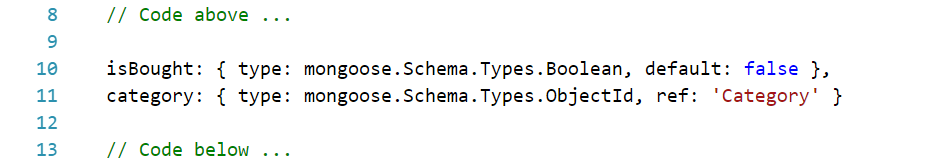 8 // Code above ...
9
10 isBought: { type: mongoose.Schema.Types.Boolean, default: false },
11 category: { type: mongoose.Schema.Types.ObjectId, ref: 'Category' }
12
13 // Code below ...